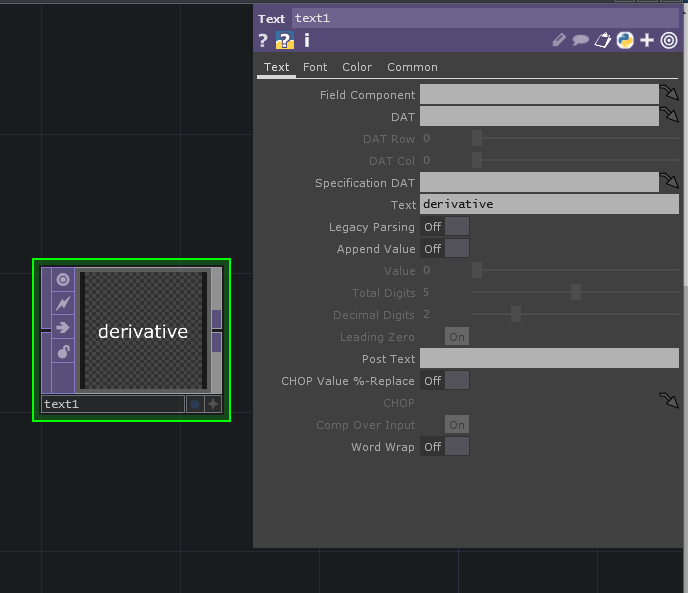 Text text1
? ? i
Text Font Color Common
Field Component
DAT
DAT Row 0
DAT Col 0
Specification DAT
Text derivative
Legacy Parsing Off
Append Value Off
Value 0
Total Digits 5
Decimal Digits 2
Leading Zero On
Post Text
CHOP Value %-Replace Off
CHOP
Comp Over Input On
Word Wrap Off
derivative
text1